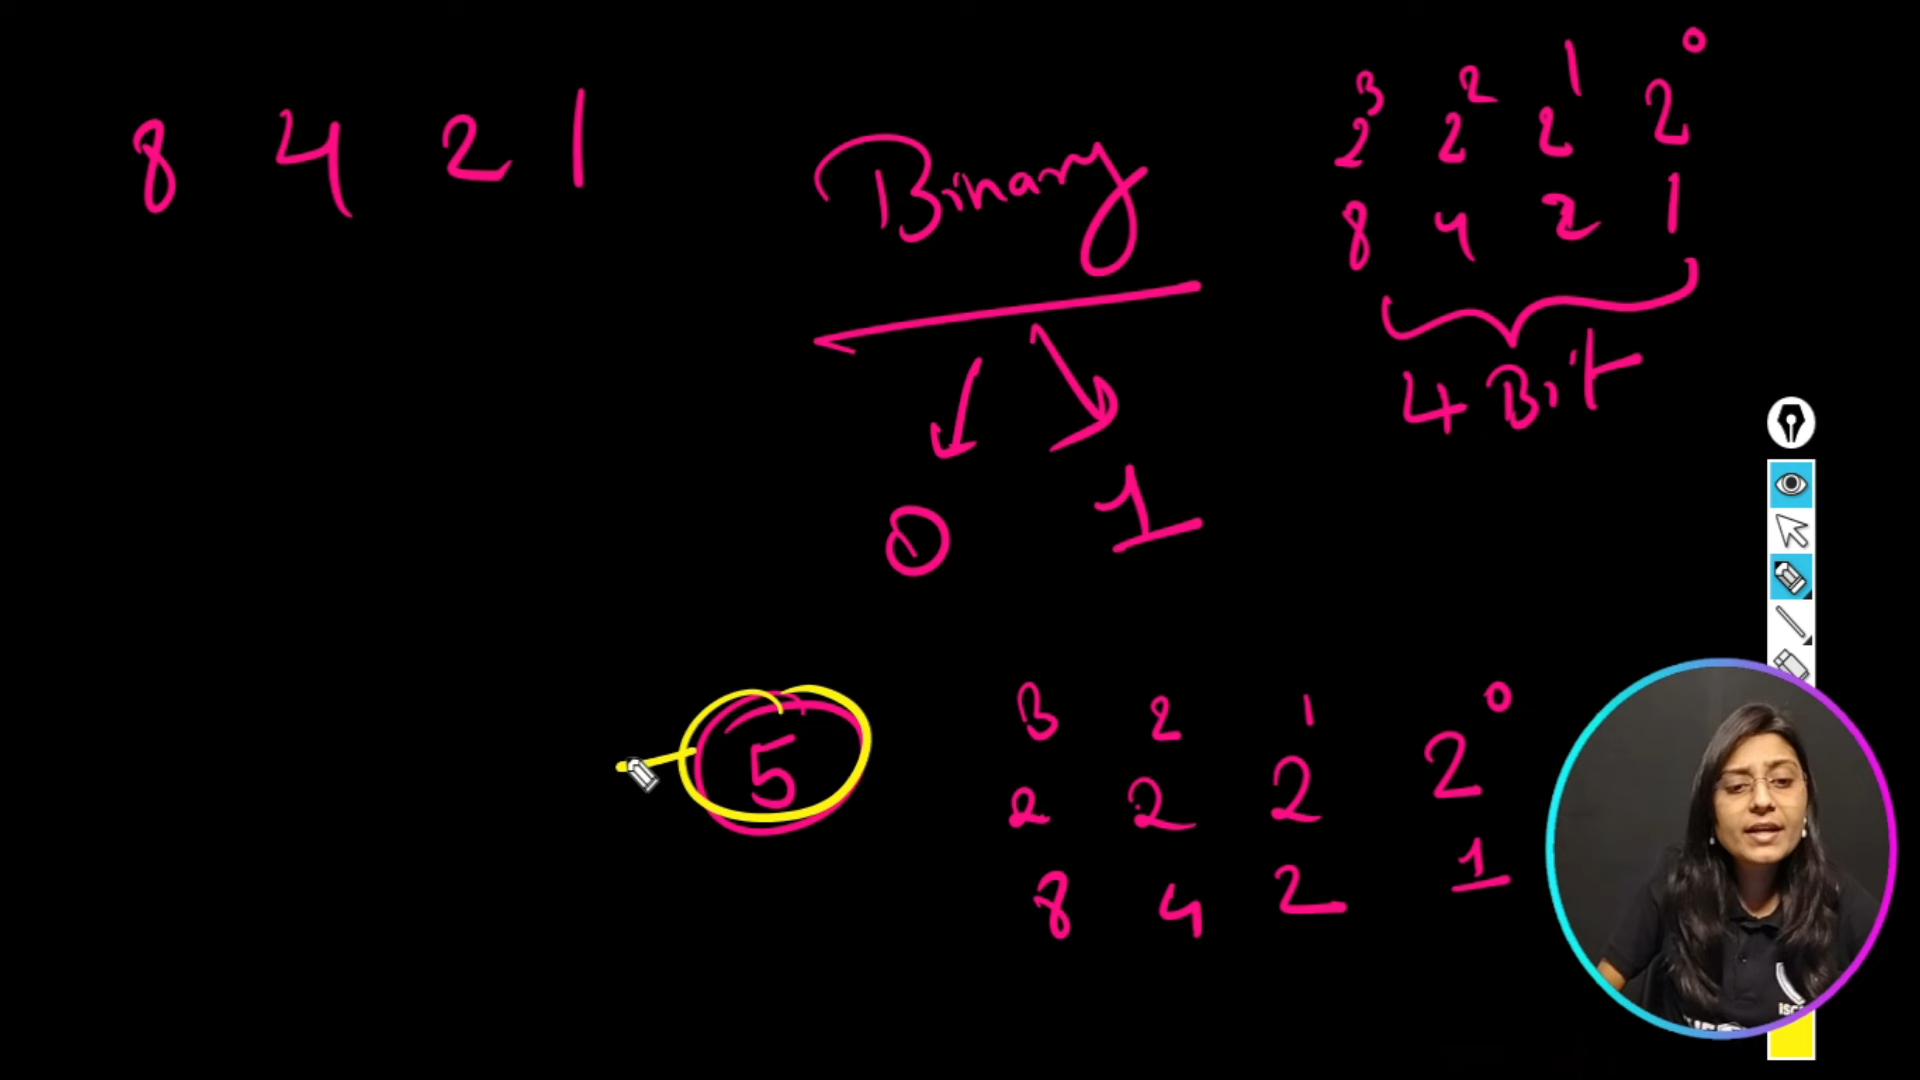 8 4 2 1
Binary
0 1
2³ 2² 2¹ 2⁰
8 4 2 1
4 Bit
5
2³ 2² 2¹ 2⁰
8 4 2 1